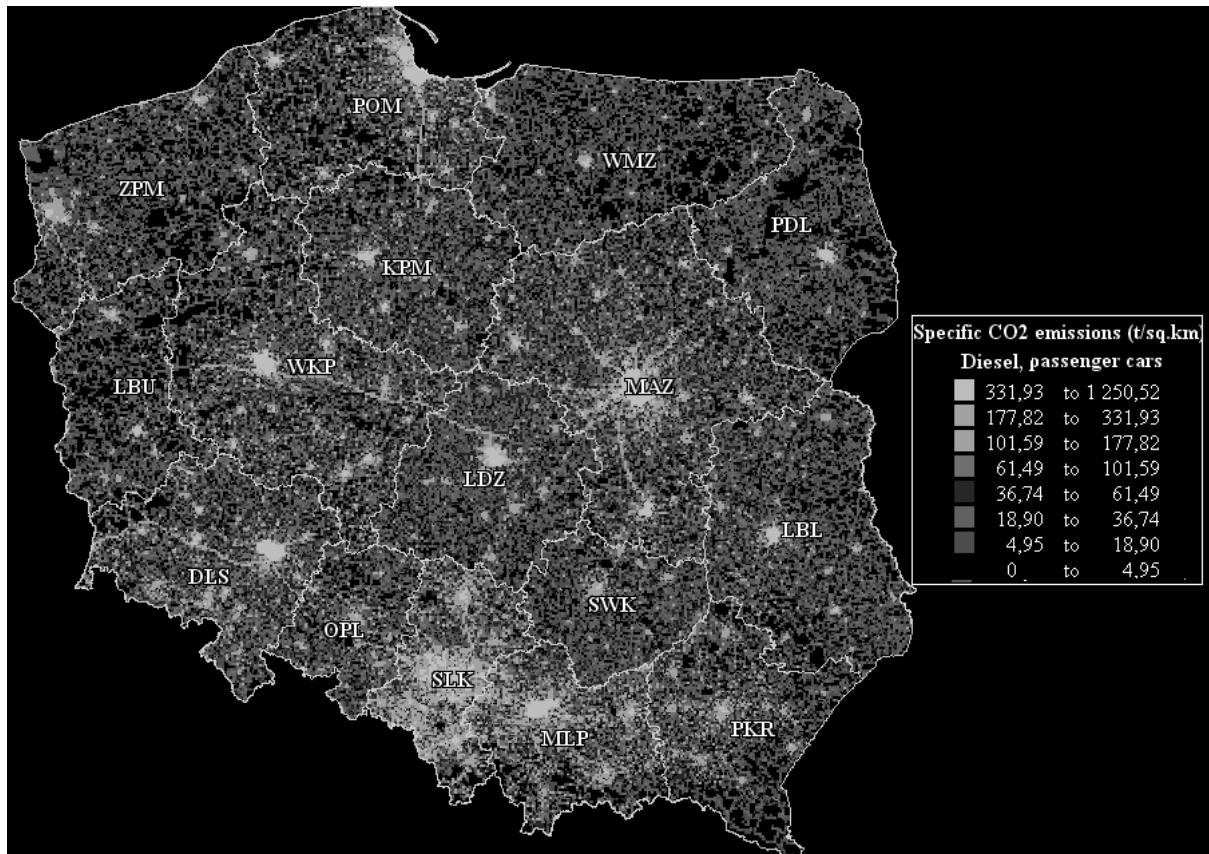 POM
WMZ
ZPM
PDL
KPM
WKP
MAZ
LBU
LDZ
LBL
DLS
SWK
OPL
SLK
MLP
PKR
Specific CO2 emissions (t/sq.km)
Diesel, passenger cars
331,93 to 1 250,52
177,82 to 331,93
101,59 to 177,82
61,49 to 101,59
36,74 to 61,49
18,90 to 36,74
4,95 to 18,90
0 to 4,95